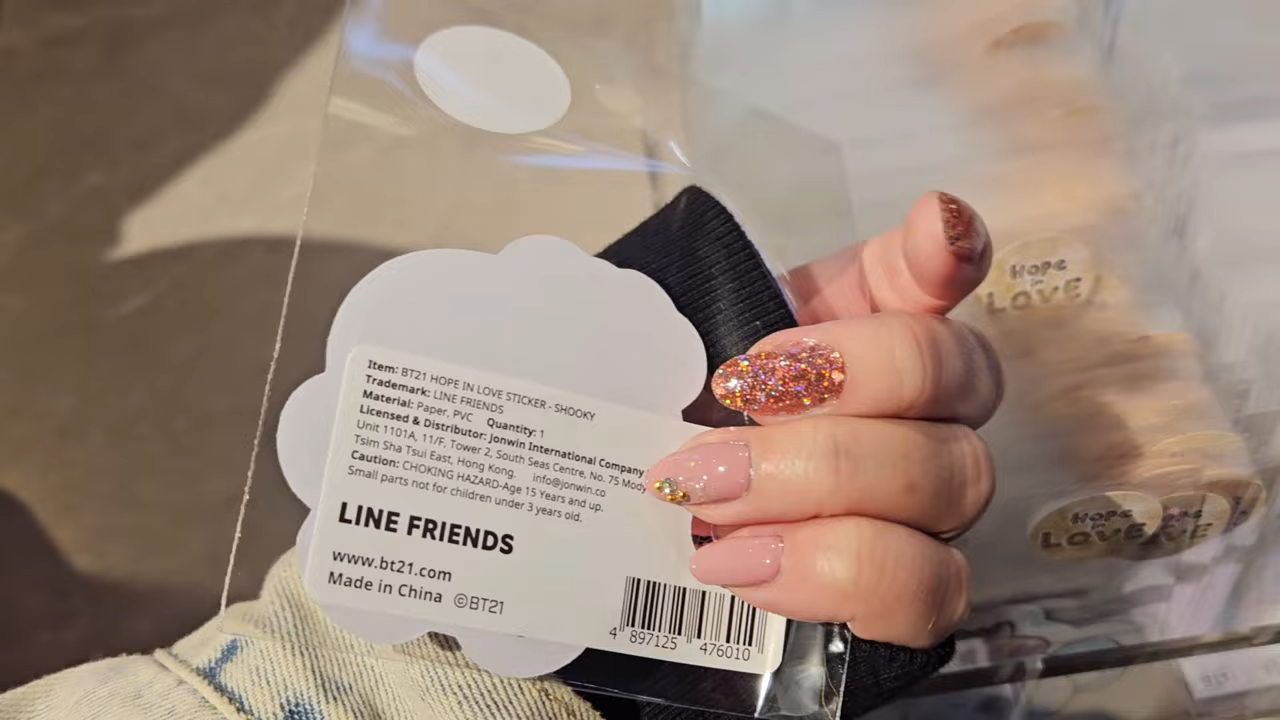 Item: BT21 HOPE IN LOVE STICKER - SHOOKY
Trademark: LINE FRIENDS
Material: Paper, PVC Quantity: 1
Licensed & Distributor: Jonwin International Company
Unit 1101A, 11/F, Tower 2, South Seas Centre, No. 75 Mody
Tsim Sha Tsui East, Hong Kong. info@jonwin.co
Caution: CHOKING HAZARD-Age 15 Years and up.
Small parts not for children under 3 years old.
LINE FRIENDS
www.bt21.com
Made in China ©BT21
4 897125 476010
HOPE
in
LOVE
HOPE
in
LOVE